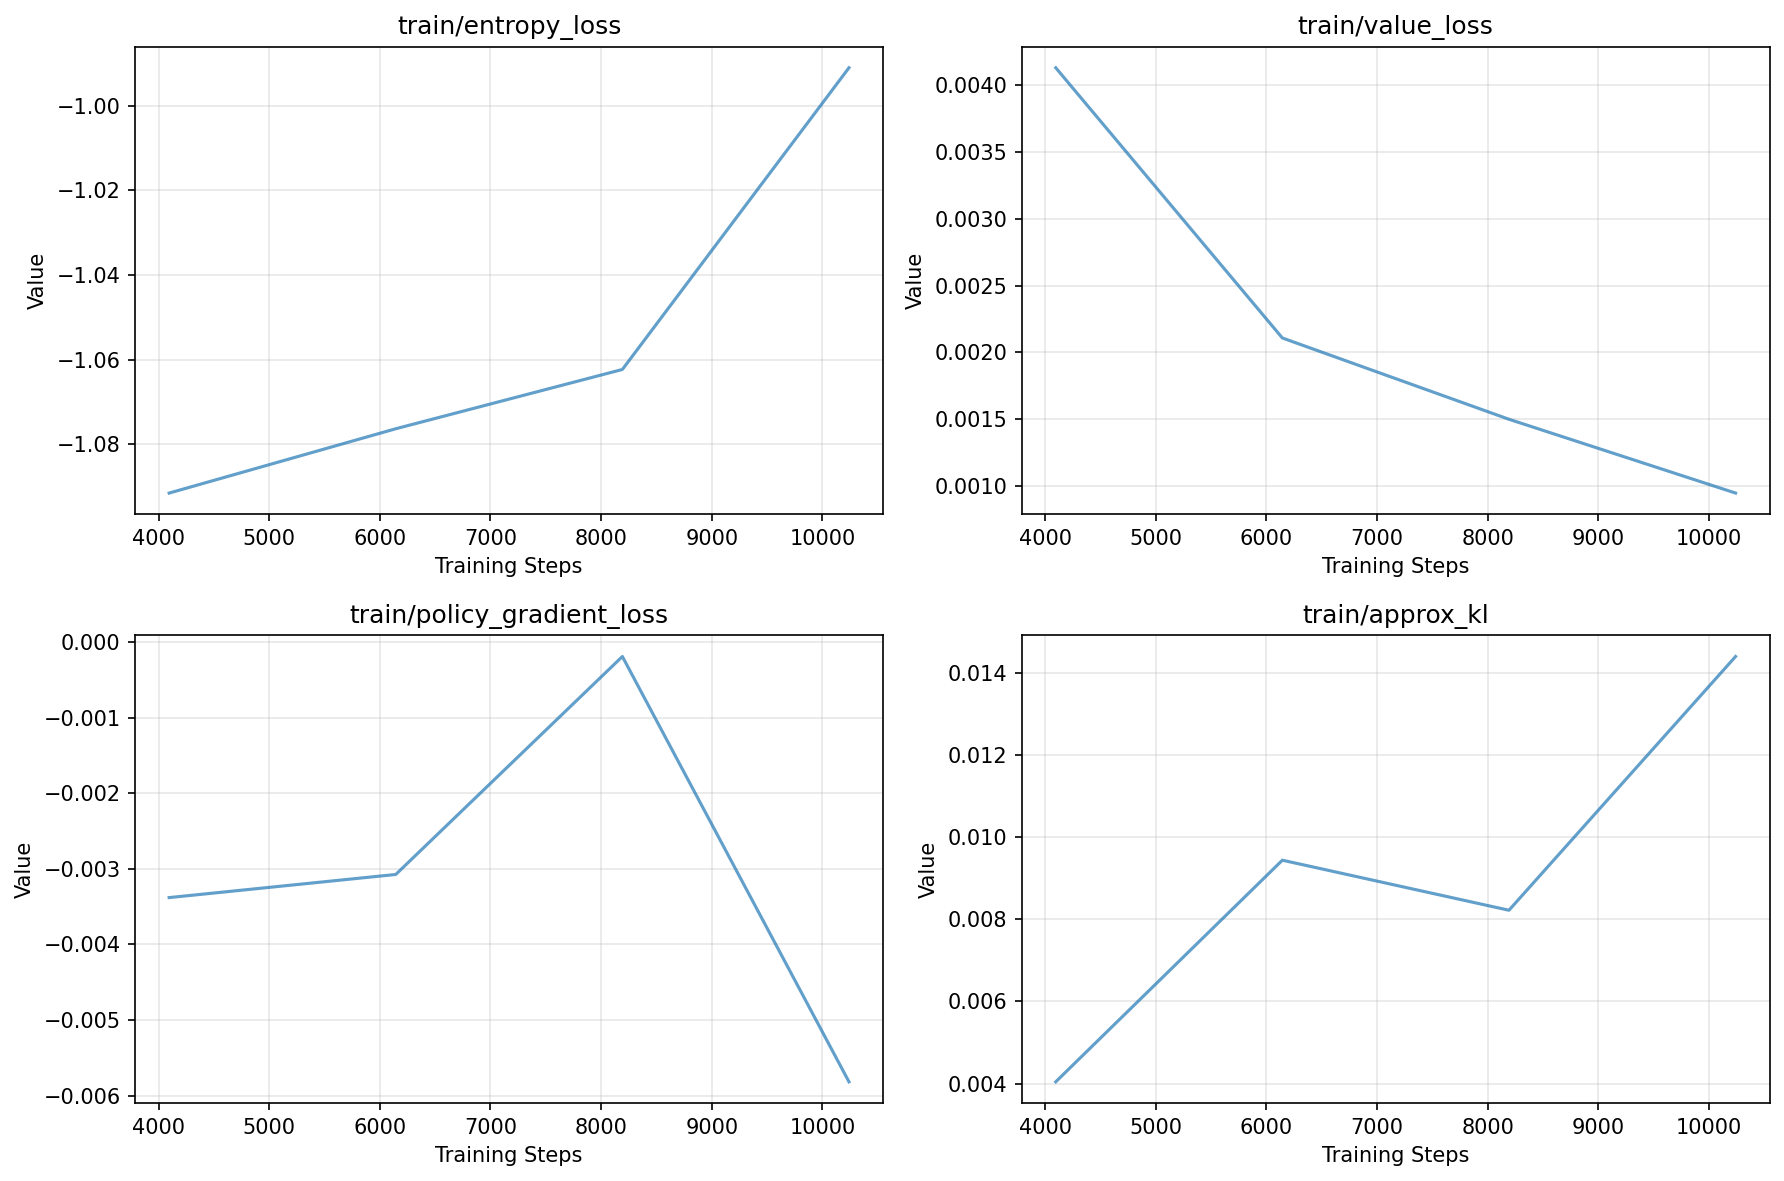 train/entropy_loss
−1.00
−1.02
−1.04
−1.06
−1.08
Value
4000 5000 6000 7000 8000 9000 10000
Training Steps
train/value_loss
0.0040
0.0035
0.0030
0.0025
0.0020
0.0015
0.0010
Value
4000 5000 6000 7000 8000 9000 10000
Training Steps
train/policy_gradient_loss
0.000
−0.001
−0.002
−0.003
−0.004
−0.005
−0.006
Value
4000 5000 6000 7000 8000 9000 10000
Training Steps
train/approx_kl
0.014
0.012
0.010
0.008
0.006
0.004
Value
4000 5000 6000 7000 8000 9000 10000
Training Steps